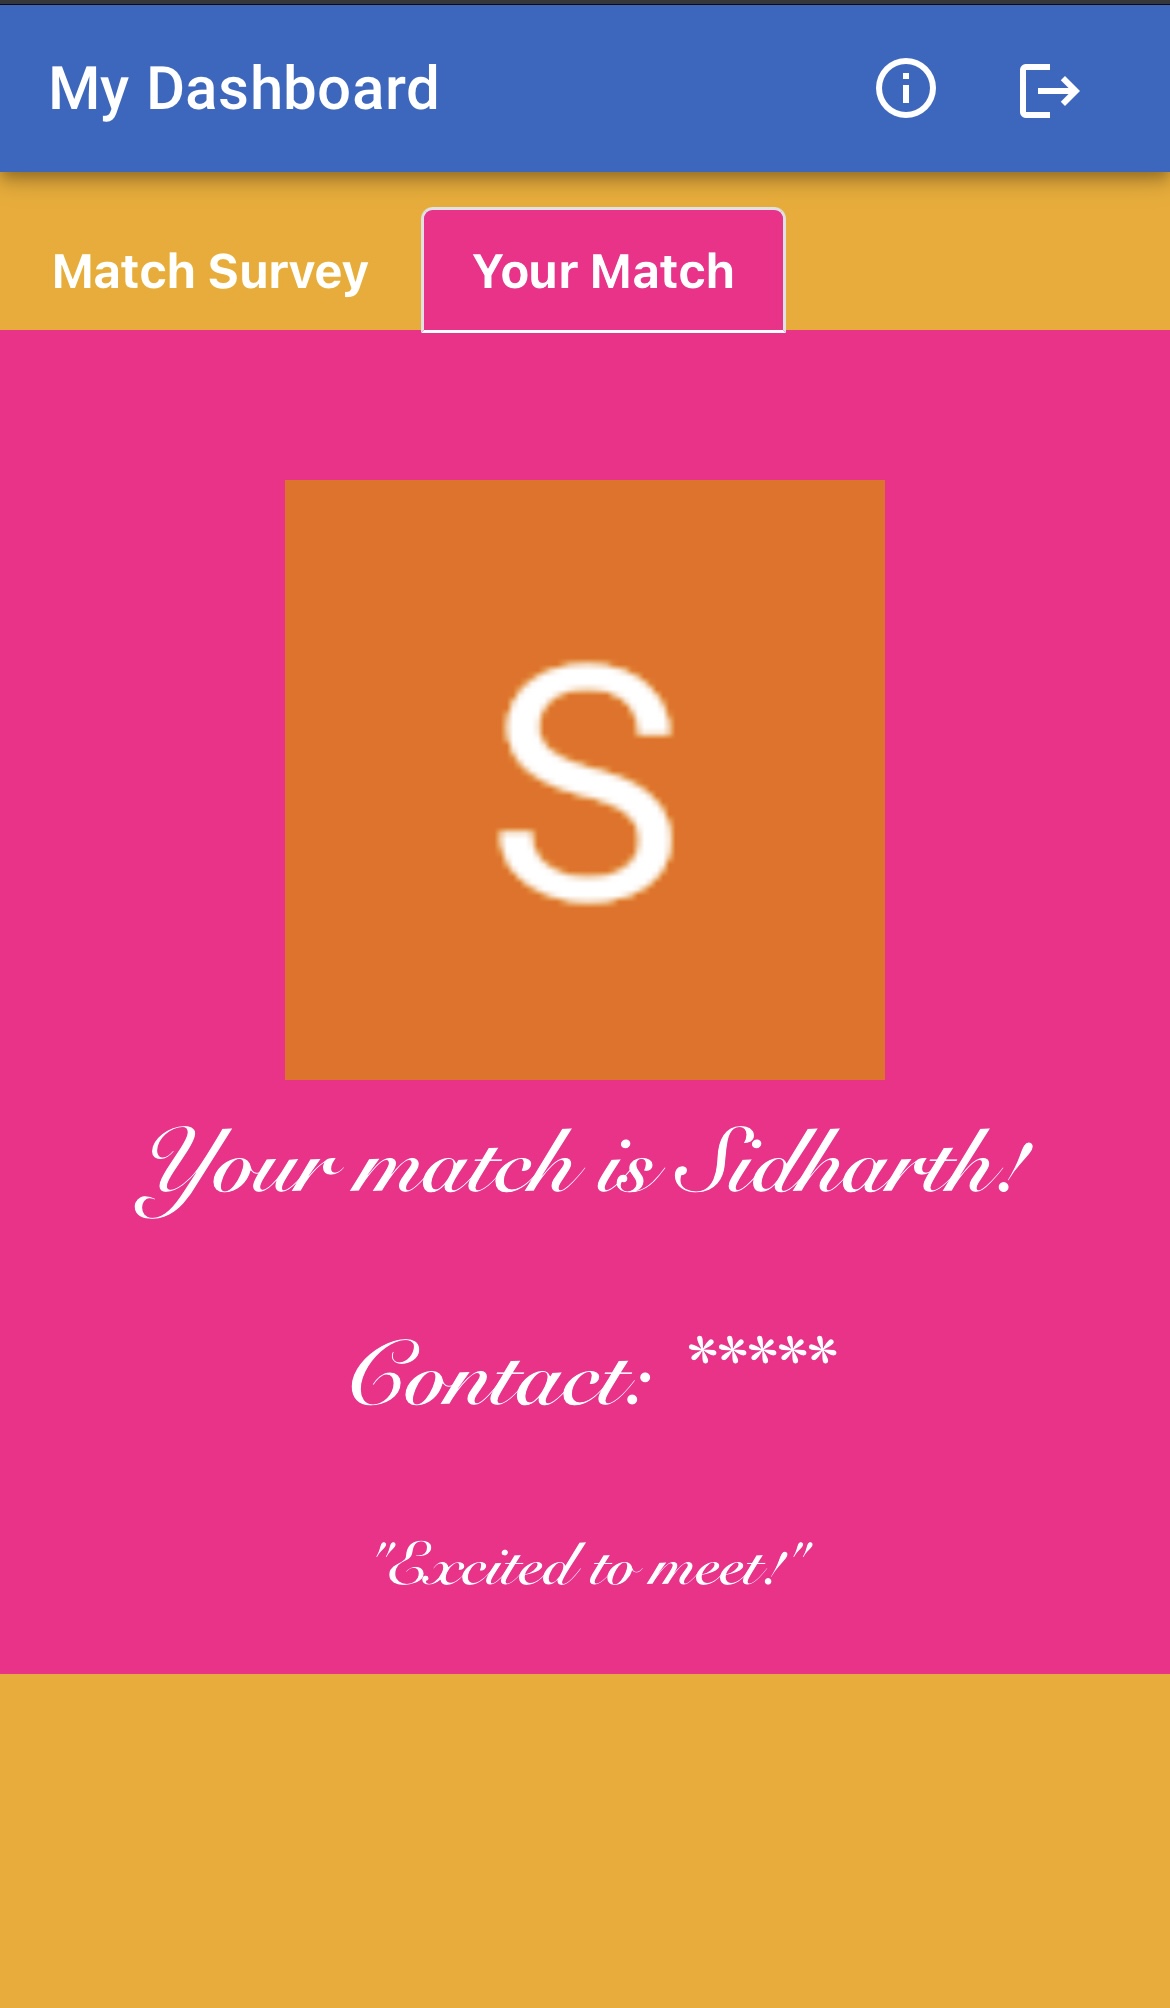 My Dashboard
Match Survey
Your Match
S
Your match is Sidharth!
Contact: *****
"Excited to meet!"